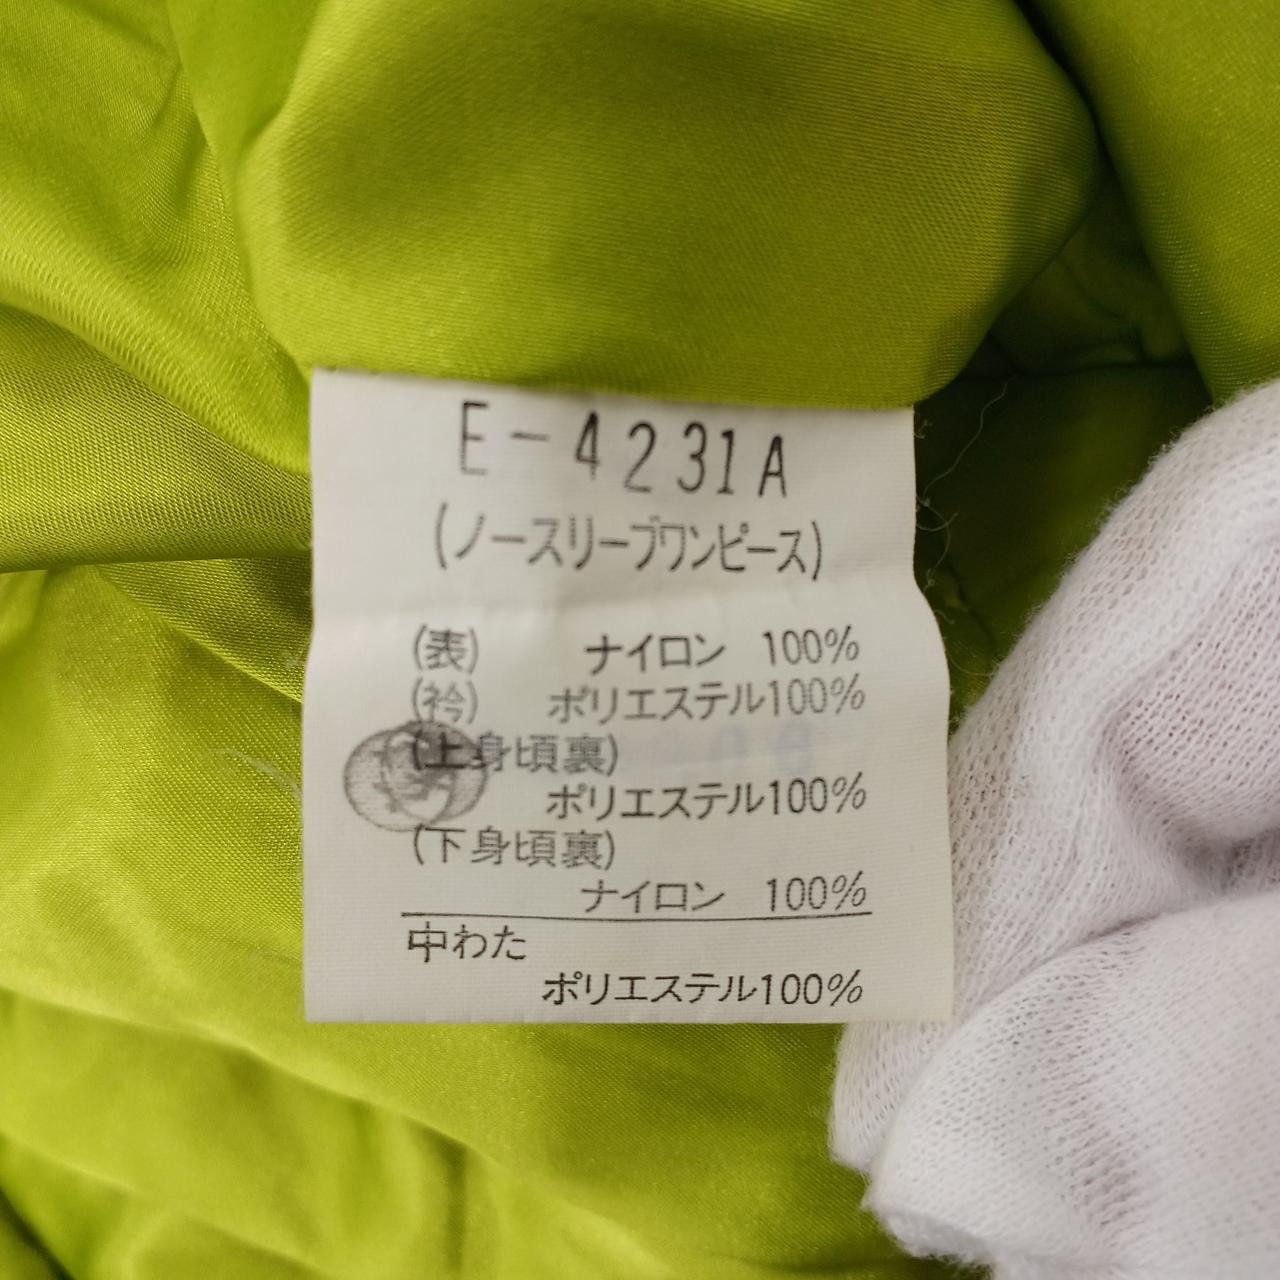 E-4231A
(ノースリーブワンピース)
(表) ナイロン 100%
(衿) ポリエステル100%
(上身頃裏)
ポリエステル100%
(下身頃裏)
ナイロン 100%
中わた
ポリエステル100%